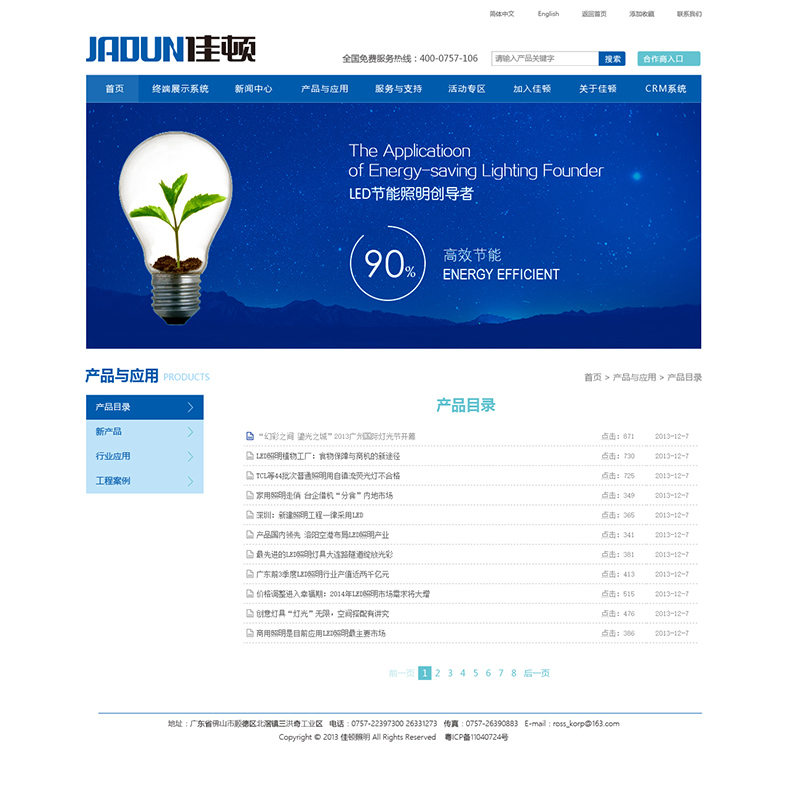 简体中文 English 返回首页 添加收藏 联系我们
JADUN佳顿
全国免费服务热线：400-0757-106 请输入产品关键字 搜索 合作商入口
首页 终端展示系统 新闻中心 产品与应用 服务与支持 活动专区 加入佳顿 关于佳顿 CRM系统
The Applicatioon
of Energy-saving Lighting Founder
LED节能照明创导者
90% 高效节能
ENERGY EFFICIENT
产品与应用 PRODUCTS 首页 > 产品与应用 > 产品目录
产品目录
新产品
行业应用
工程案例
产品目录
“幻彩之间 鎏光之城”2013广州国际灯光节开幕 点击：871 2013-12-7
LED照明植物工厂：食物保障与商机的新途径 点击：730 2013-12-7
TCL等44批次普通照明用自镇流荧光灯不合格 点击：725 2013-12-7
家用照明走俏 台企借机“分食”内地市场 点击：349 2013-12-7
深圳：新建照明工程一律采用LED 点击：365 2013-12-7
产品国内领先 洛阳空港布局LED照明产业 点击：341 2013-12-7
最先进的LED照明灯具大连路隧道绽放光彩 点击：381 2013-12-7
广东前3季度LED照明行业产值近两千亿元 点击：413 2013-12-7
价格调整进入幸福期：2014年LED照明市场需求将大增 点击：515 2013-12-7
创意灯具“灯光”无限，空间搭配有讲究 点击：476 2013-12-7
商用照明是目前应用LED照明最主要市场 点击：386 2013-12-7
前一页 1 2 3 4 5 6 7 8 后一页
地址：广东省佛山市顺德区北滘镇三洪奇工业区 电话：0757-22397300 26331273 传真：0757-26390883 E-mail：ross_korp@163.com
Copyright © 2013 佳顿照明 All Rights Reserved 粤ICP备11040724号